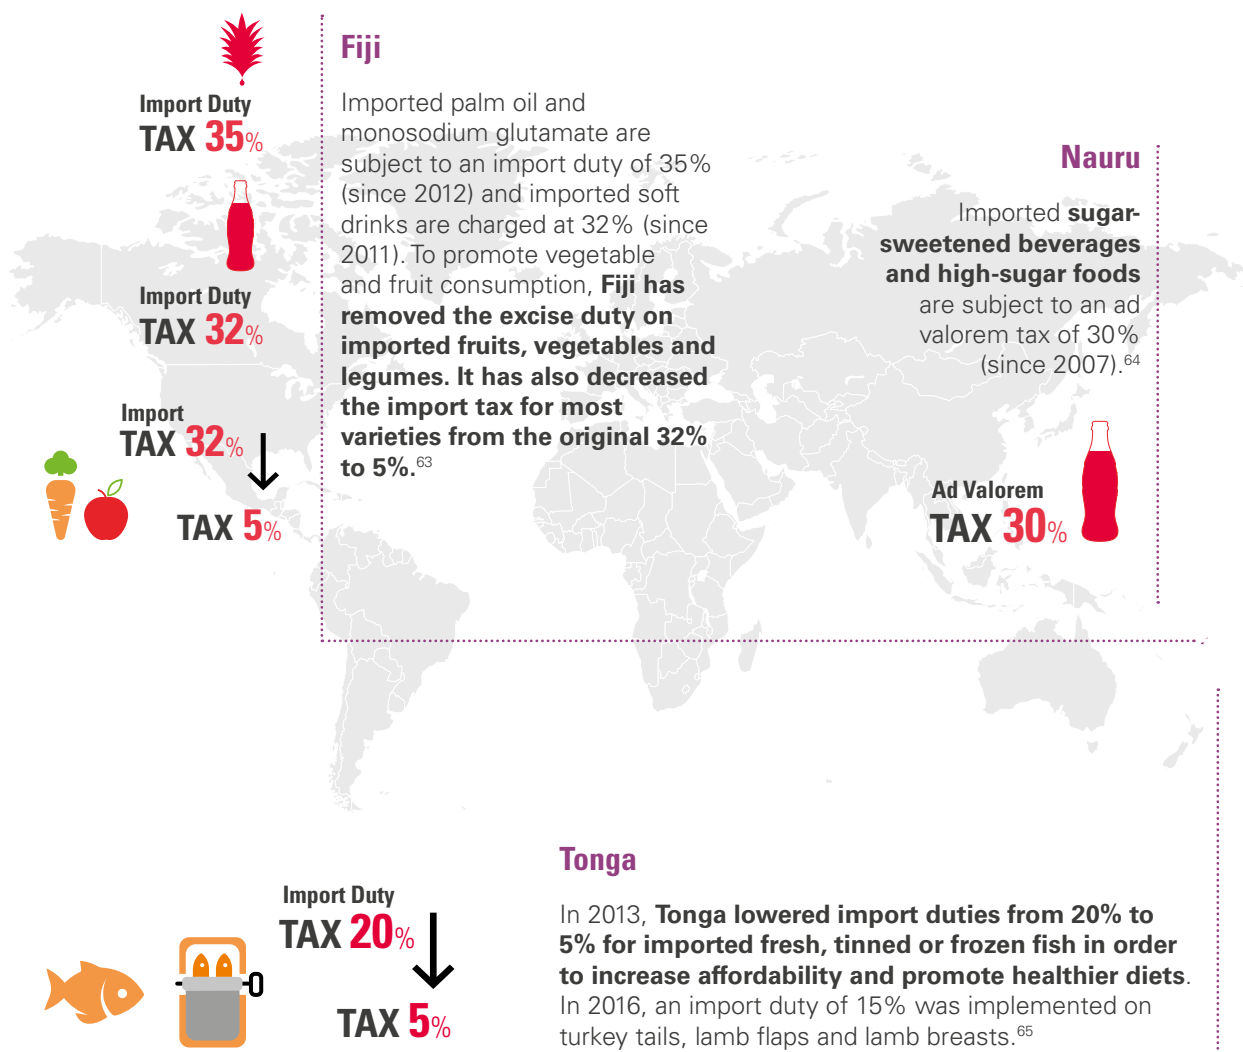 Import Duty
TAX 35%
Import Duty
TAX 32%
Import
TAX 32%
TAX 5%
Fiji
Imported palm oil and
monosodium glutamate are
subject to an import duty of 35%
(since 2012) and imported soft
drinks are charged at 32% (since
2011). To promote vegetable
and fruit consumption, Fiji has
removed the excise duty on
imported fruits, vegetables and
legumes. It has also decreased
the import tax for most
varieties from the original 32%
to 5%.63
Nauru
Imported sugar-
sweetened beverages
and high-sugar foods
are subject to an ad
valorem tax of 30%
(since 2007).64
Ad Valorem
TAX 30%
Import Duty
TAX 20%
TAX 5%
Tonga
In 2013, Tonga lowered import duties from 20% to
5% for imported fresh, tinned or frozen fish in order
to increase affordability and promote healthier diets.
In 2016, an import duty of 15% was implemented on
turkey tails, lamb flaps and lamb breasts.65